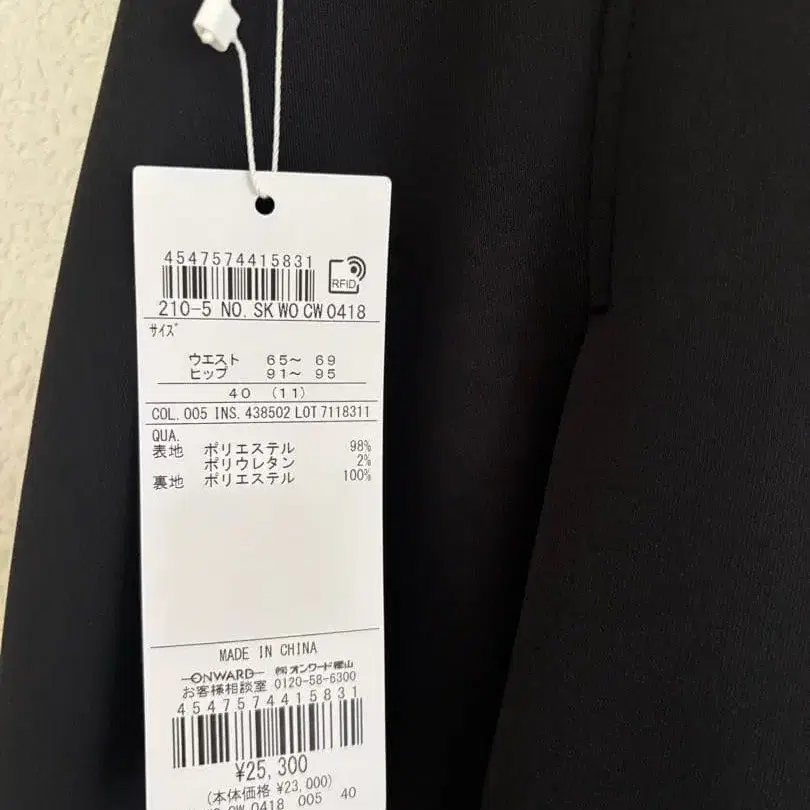 4547574415831
RFID
210-5 NO. SK WO CW 0418
サイズ
ウエスト 65～ 69
ヒップ 91～ 95
40 (11)
COL. 005 INS. 438502 LOT 7118311
QUA.
表地 ポリエステル 98%
ポリウレタン 2%
裏地 ポリエステル 100%
MADE IN CHINA
ONWARD ㈱オンワード樫山
お客様相談室 0120-58-6300
4547574415831
¥25,300
(本体価格 ¥23,000)
CW 0418 005 40